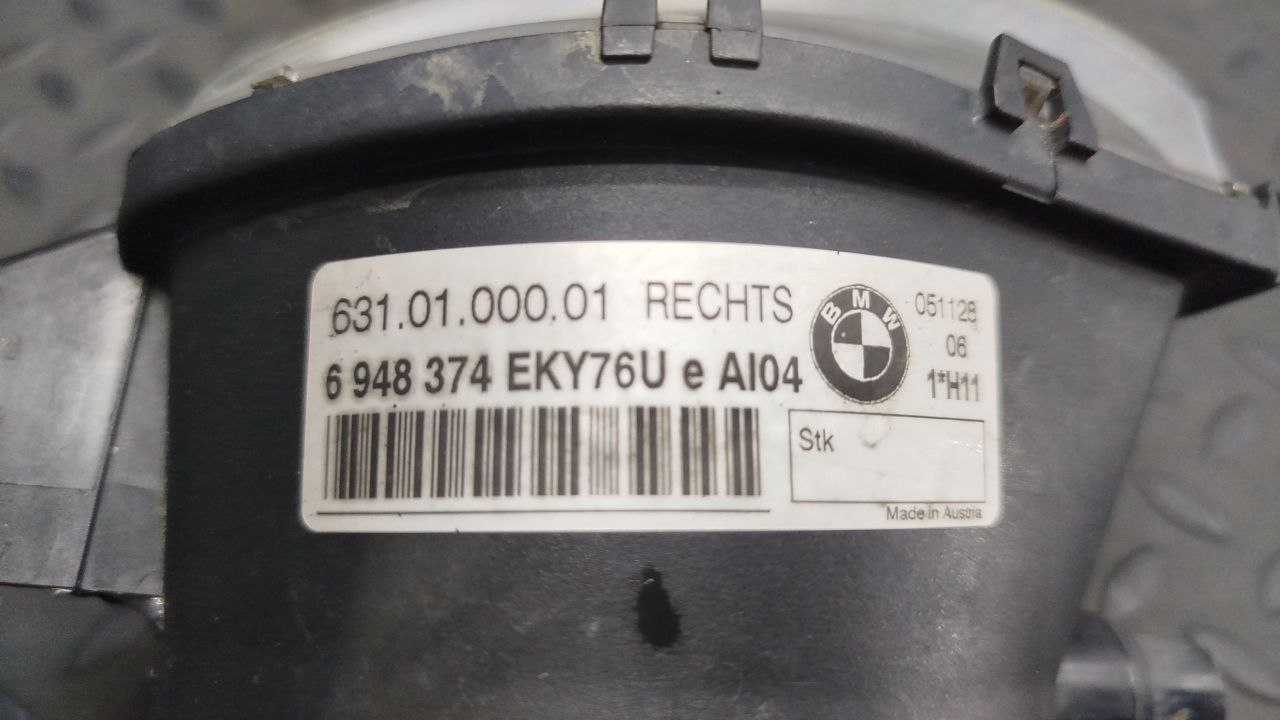 631.01.000.01 RECHTS
6 948 374 EKY76U e AI04
BMW
051128
06
1*H11
Stk
Made in Austria